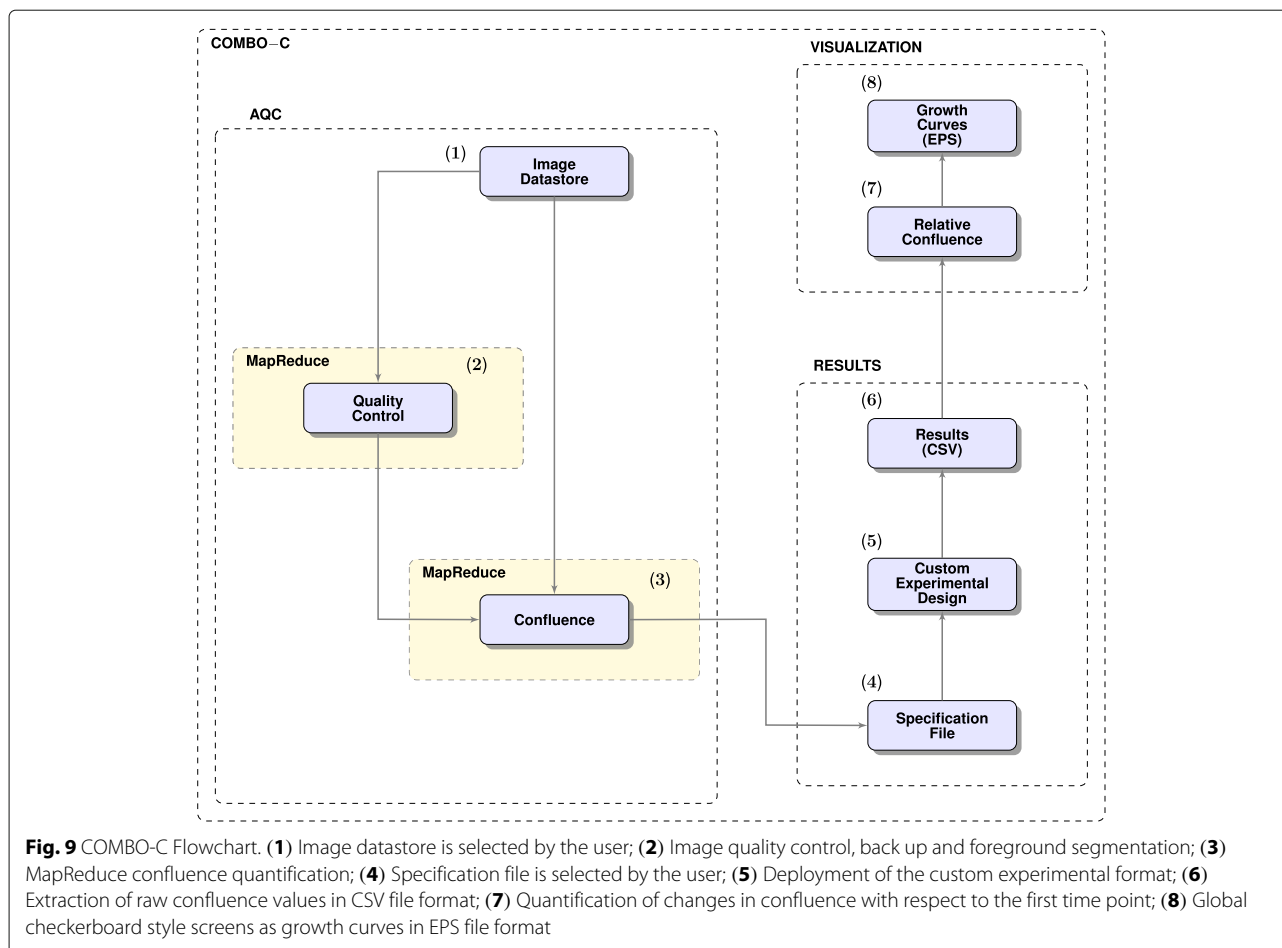 COMBO−C
AQC
(1)
Image
Datastore
MapReduce
(2)
Quality
Control
MapReduce
(3)
Confluence
VISUALIZATION
(8)
Growth
Curves
(EPS)
(7)
Relative
Confluence
RESULTS
(6)
Results
(CSV)
(5)
Custom
Experimental
Design
(4)
Specification
File
Fig. 9 COMBO-C Flowchart. (1) Image datastore is selected by the user; (2) Image quality control, back up and foreground segmentation; (3)
MapReduce confluence quantification; (4) Specification file is selected by the user; (5) Deployment of the custom experimental format; (6)
Extraction of raw confluence values in CSV file format; (7) Quantification of changes in confluence with respect to the first time point; (8) Global
checkerboard style screens as growth curves in EPS file format